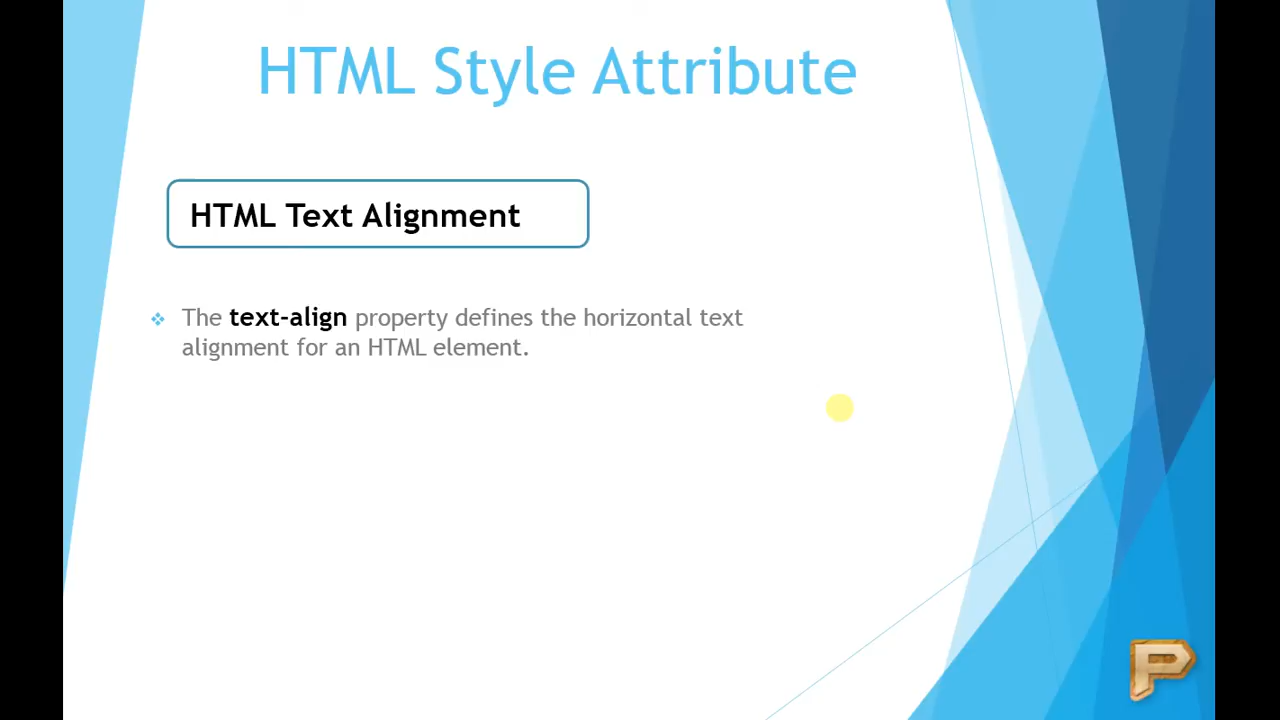 HTML Style Attribute
HTML Text Alignment
The text-align property defines the horizontal text
alignment for an HTML element.
P